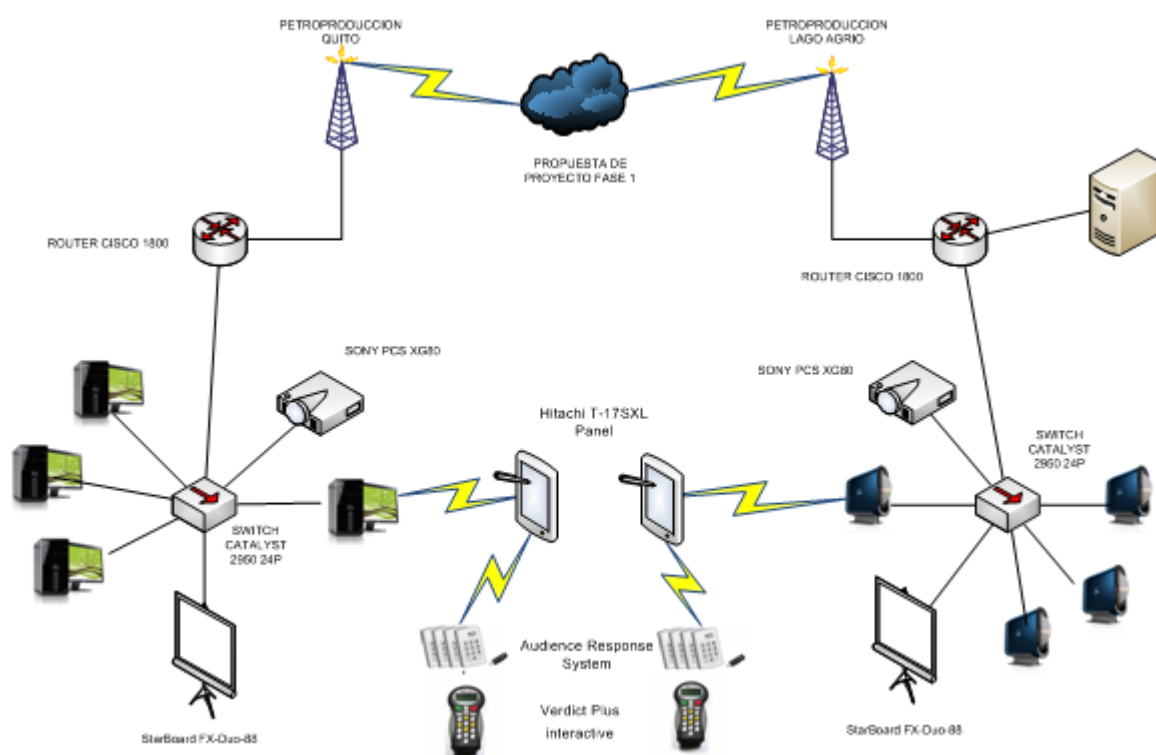 PETROPRODUCCION
QUITO
PETROPRODUCCION
LAGO AGRIO
PROPUESTA DE
PROYECTO FASE 1
ROUTER CISCO 1800
ROUTER CISCO 1800
SONY PCS XG80
SONY PCS XG80
Hitachi T-17SXL
Panel
SWITCH
CATALYST
2950 24P
SWITCH
CATALYST
2950 24P
Audience Response
System
Verdict Plus
interactive
StarBoard FX-Duo-88
StarBoard FX-Duo-88